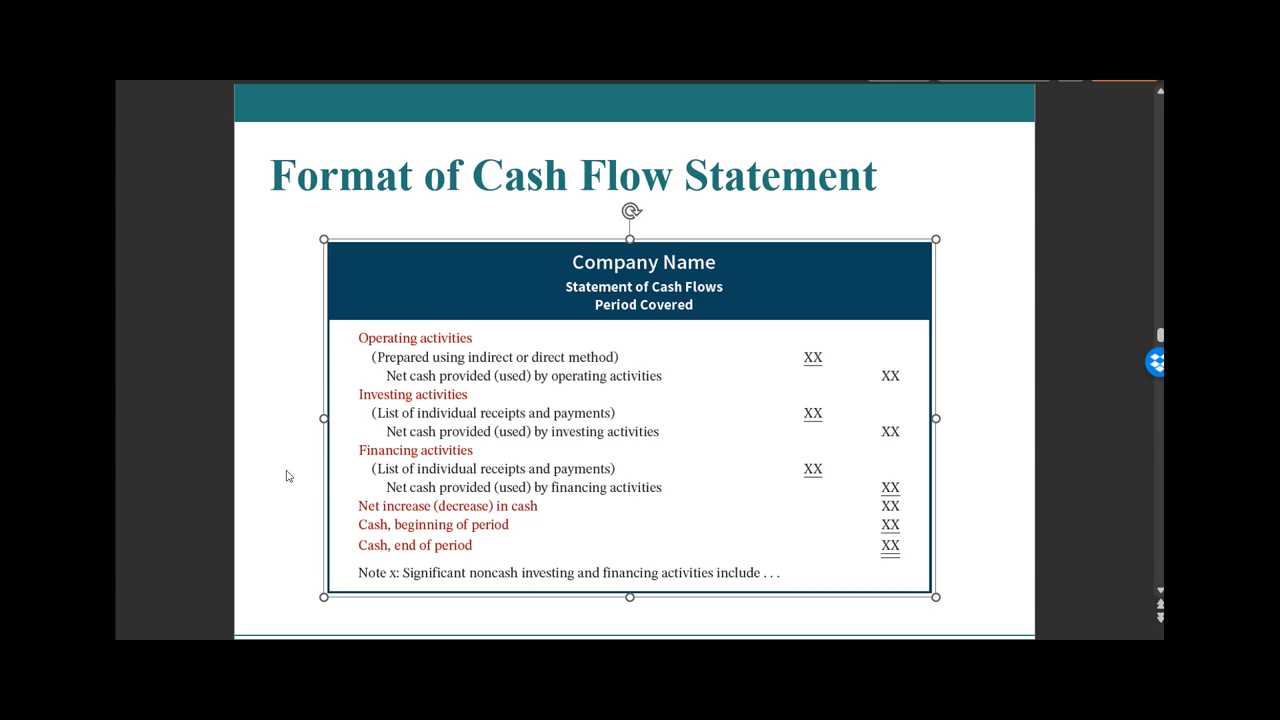 Format of Cash Flow Statement
Company Name
Statement of Cash Flows
Period Covered
Operating activities
(Prepared using indirect or direct method) XX
Net cash provided (used) by operating activities XX
Investing activities
(List of individual receipts and payments) XX
Net cash provided (used) by investing activities XX
Financing activities
(List of individual receipts and payments) XX
Net cash provided (used) by financing activities XX
Net increase (decrease) in cash XX
Cash, beginning of period XX
Cash, end of period XX
Note x: Significant noncash investing and financing activities include . . .